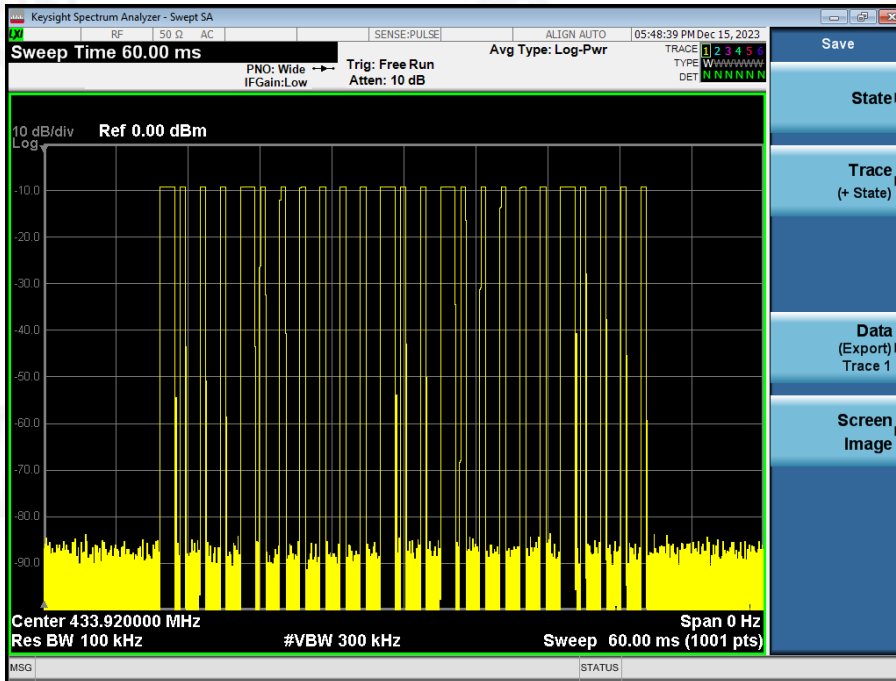 Keysight Spectrum Analyzer - Swept SA
LXI RF 50 Ω AC SENSE:PULSE ALIGN AUTO 05:48:39 PM Dec 15, 2023
Sweep Time 60.00 ms
PNO: Wide
IFGain:Low
Trig: Free Run
Atten: 10 dB
Avg Type: Log-Pwr
TRACE 1 2 3 4 5 6
TYPE WWWWWW
DET N N N N N N
Save
State
Trace
(+ State)
Data
(Export)
Trace 1
Screen
Image
10 dB/div Ref 0.00 dBm
Log
-10.0
-20.0
-30.0
-40.0
-50.0
-60.0
-70.0
-80.0
-90.0
Center 433.920000 MHz Span 0 Hz
Res BW 100 kHz #VBW 300 kHz Sweep 60.00 ms (1001 pts)
MSG STATUS